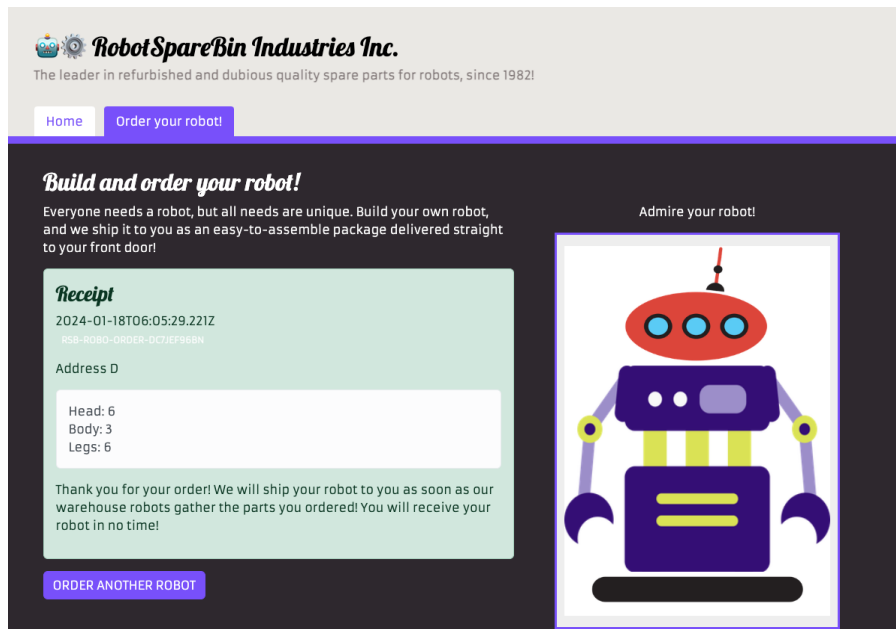 RobotSpareBin Industries Inc.
The leader in refurbished and dubious quality spare parts for robots, since 1982!
Home
Order your robot!
Build and order your robot!
Everyone needs a robot, but all needs are unique. Build your own robot,
and we ship it to you as an easy-to-assemble package delivered straight
to your front door!
Receipt
2024-01-18T06:05:29.221Z
RSB-ROBO-ORDER-DC7JEF96BN
Address D
Head: 6
Body: 3
Legs: 6
Thank you for your order! We will ship your robot to you as soon as our
warehouse robots gather the parts you ordered! You will receive your
robot in no time!
ORDER ANOTHER ROBOT
Admire your robot!